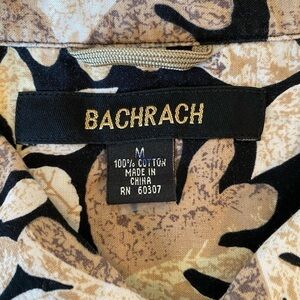 BACHRACH
M
100% COTTON
MADE IN
CHINA
RN 60307